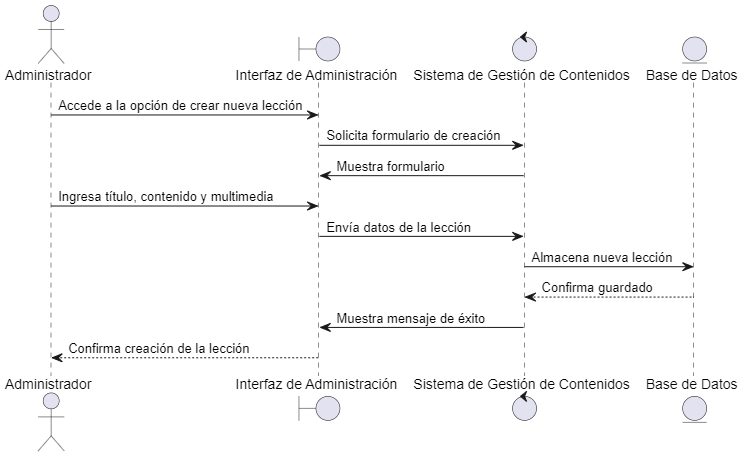 Administrador
Interfaz de Administración
Sistema de Gestión de Contenidos
Base de Datos
Accede a la opción de crear nueva lección
Solicita formulario de creación
Muestra formulario
Ingresa título, contenido y multimedia
Envía datos de la lección
Almacena nueva lección
Confirma guardado
Muestra mensaje de éxito
Confirma creación de la lección
Administrador
Interfaz de Administración
Sistema de Gestión de Contenidos
Base de Datos